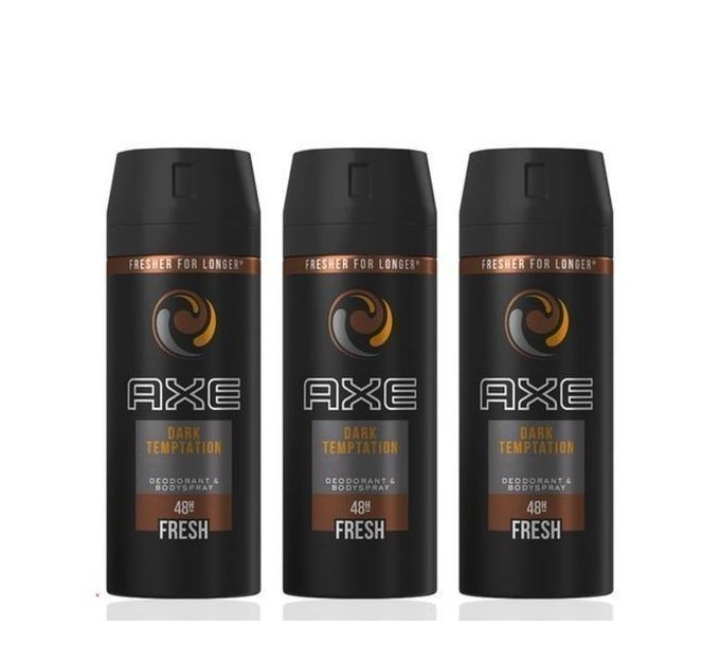 FRESHER FOR LONGER*
AXE
DARK
TEMPTATION
DEODORANT &
BODYSPRAY
48H
FRESH
FRESHER FOR LONGER*
AXE
DARK
TEMPTATION
DEODORANT &
BODYSPRAY
48H
FRESH
FRESHER FOR LONGER*
AXE
DARK
TEMPTATION
DEODORANT &
BODYSPRAY
48H
FRESH